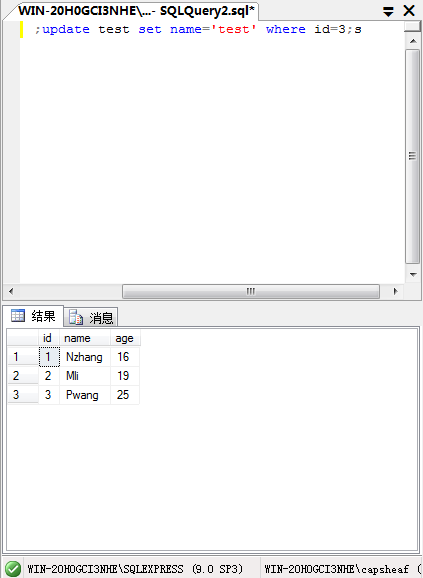 WIN-20H0GCI3NHE\...- SQLQuery2.sql*
;update test set name='test' where id=3;s
结果 消息
id name age
1 1 Nzhang 16
2 2 Mli 19
3 3 Pwang 25
WIN-20H0GCI3NHE\SQLEXPRESS (9.0 SP3) WIN-20H0GCI3NHE\capsheaf (